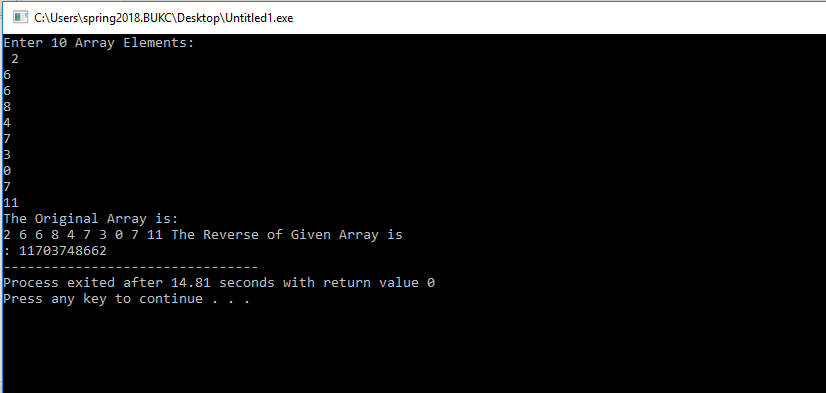 C:\Users\spring2018.BUKC\Desktop\Untitled1.exe
Enter 10 Array Elements:
2
6
6
8
4
7
3
0
7
11
The Original Array is:
2 6 6 8 4 7 3 0 7 11 The Reverse of Given Array is
: 11703748662
--------------------------------
Process exited after 14.81 seconds with return value 0
Press any key to continue . . .